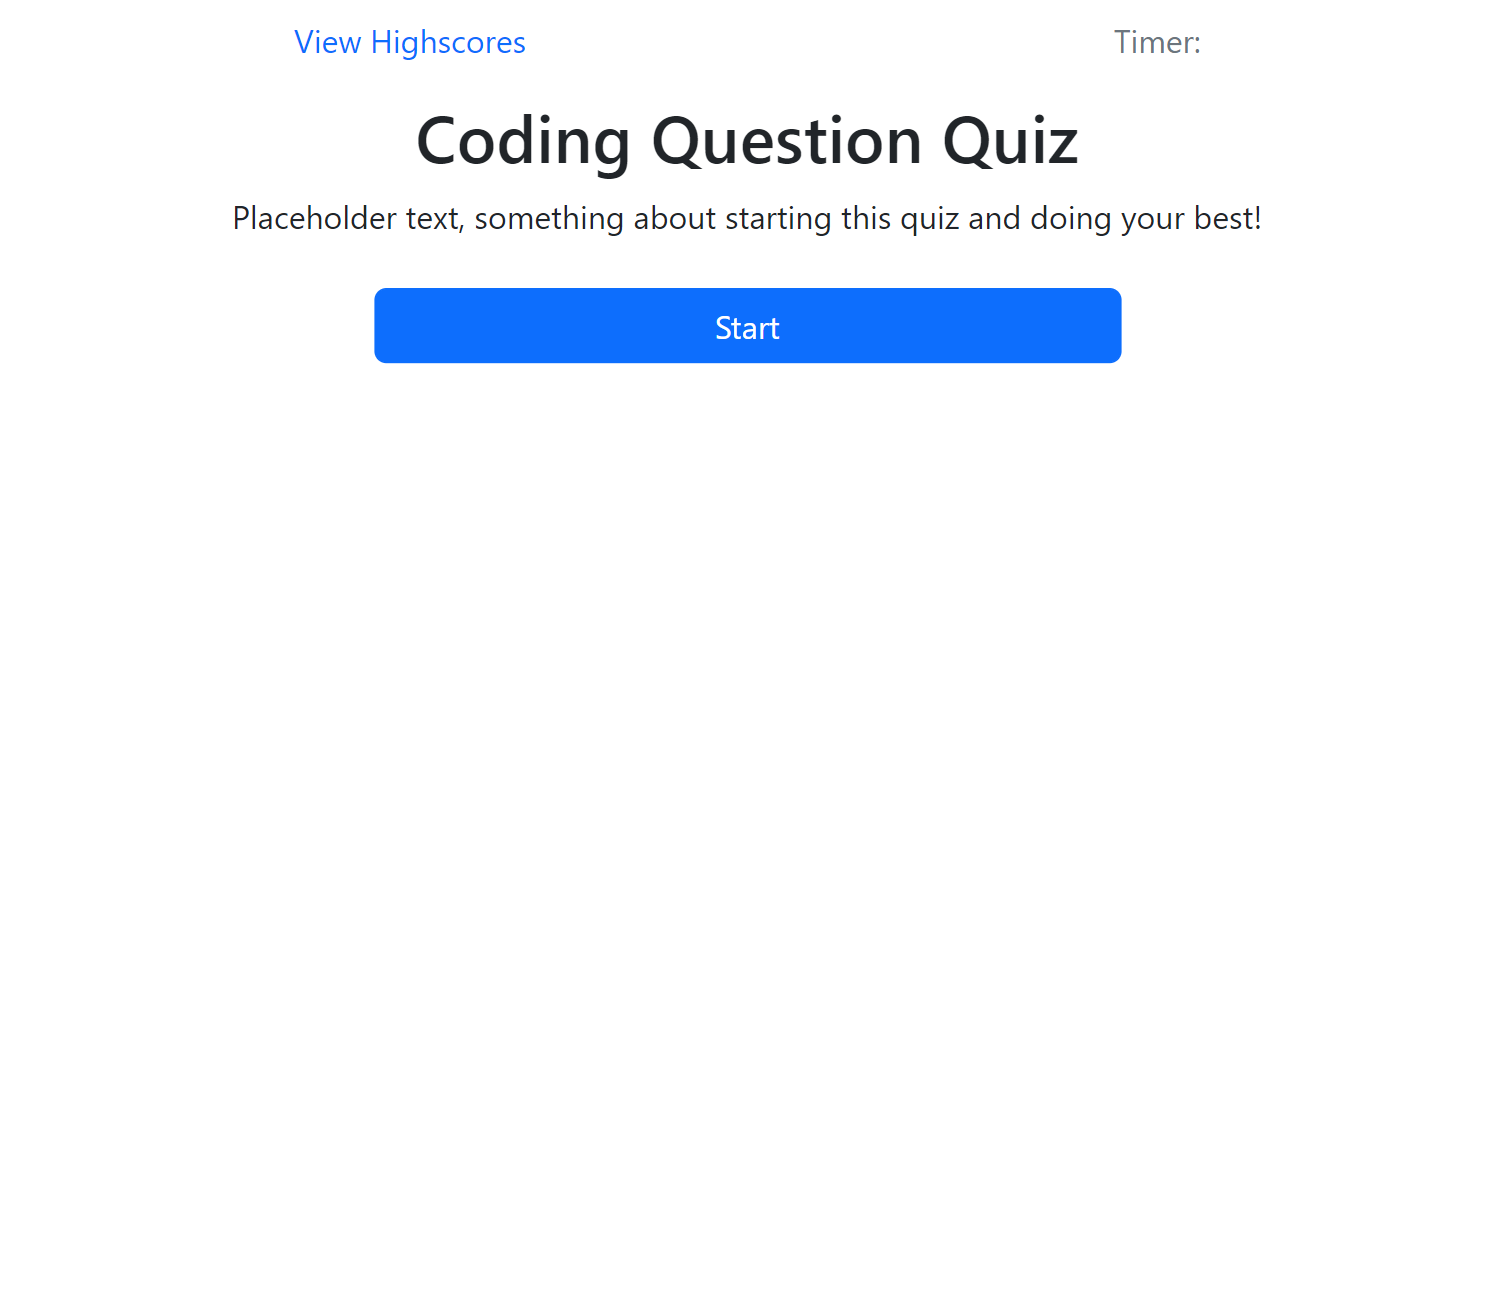 View Highscores
Timer:
Coding Question Quiz
Placeholder text, something about starting this quiz and doing your best!
Start